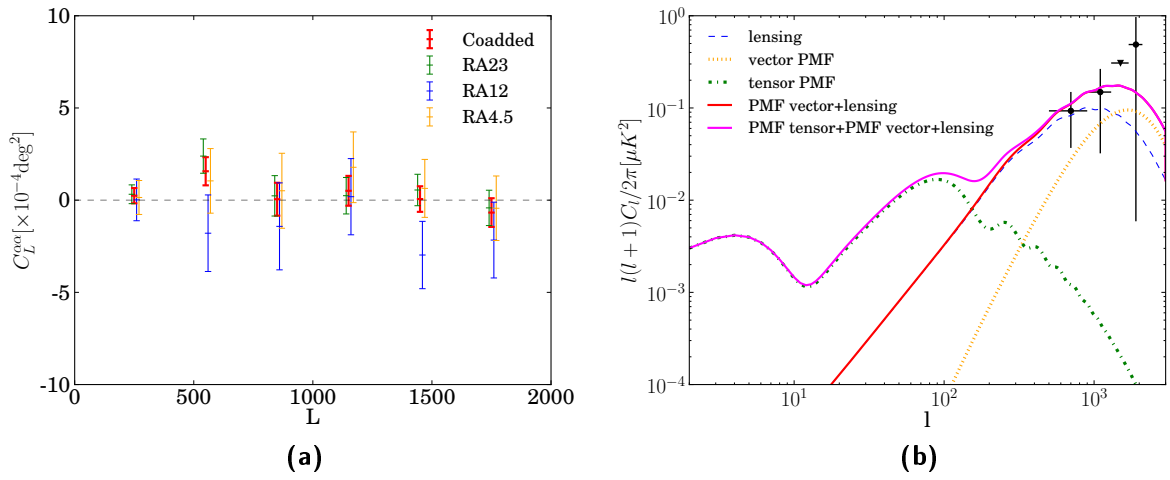 10
5
0
-5
-10
C_L^{αα}[×10^{-4}deg^2]
Coadded
RA23
RA12
RA4.5
0
500
1000
1500
2000
L
(a)
10^0
10^{-1}
10^{-2}
10^{-3}
10^{-4}
l(l+1)C_l/2π[μK^2]
lensing
vector PMF
tensor PMF
PMF vector+lensing
PMF tensor+PMF vector+lensing
10^1
10^2
10^3
l
(b)